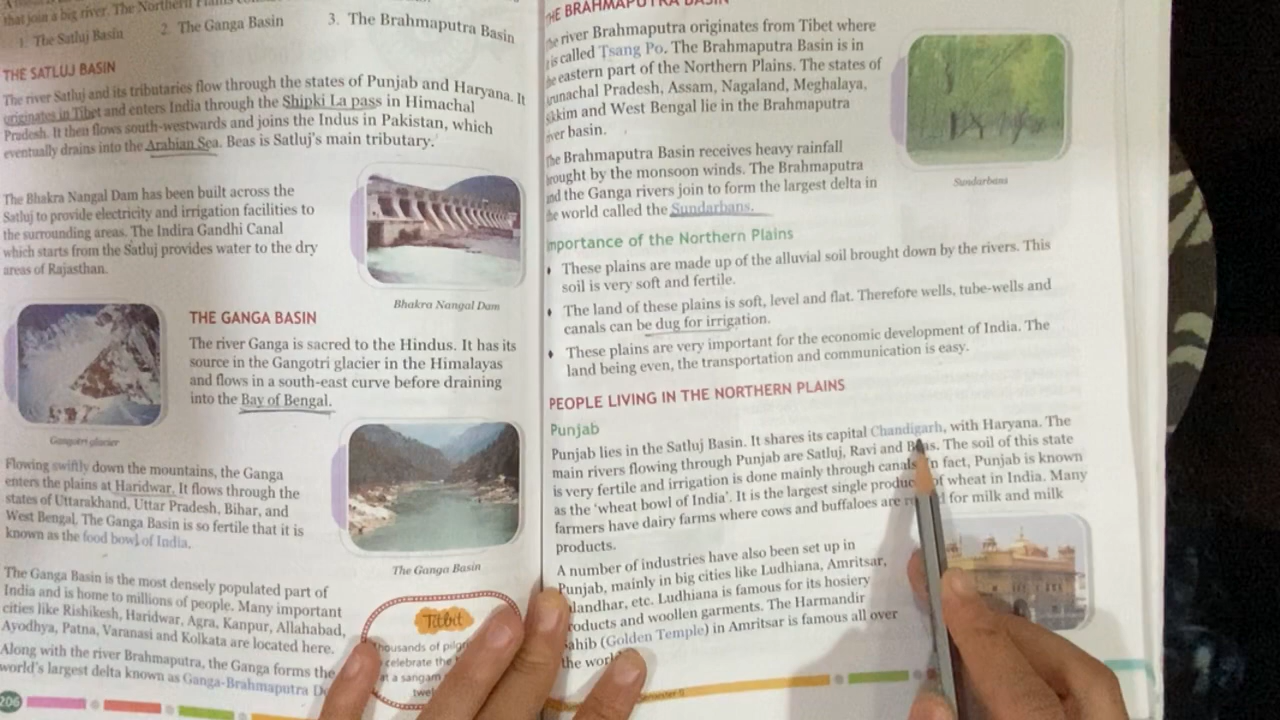 that join a big river. The Northern Plains
1. The Satluj Basin 2. The Ganga Basin 3. The Brahmaputra Basin
THE SATLUJ BASIN
The river Satluj and its tributaries flow through the states of Punjab and Haryana. It
originates in Tibet and enters India through the Shipki La pass in Himachal
Pradesh. It then flows south-westwards and joins the Indus in Pakistan, which
eventually drains into the Arabian Sea. Beas is Satluj's main tributary.
The Bhakra Nangal Dam has been built across the
Satluj to provide electricity and irrigation facilities to
the surrounding areas. The Indira Gandhi Canal
which starts from the Satluj provides water to the dry
areas of Rajasthan.
Bhakra Nangal Dam
THE GANGA BASIN
The river Ganga is sacred to the Hindus. It has its
source in the Gangotri glacier in the Himalayas
and flows in a south-east curve before draining
into the Bay of Bengal.
Gangotri glacier
Flowing swiftly down the mountains, the Ganga
enters the plains at Haridwar. It flows through the
states of Uttarakhand, Uttar Pradesh, Bihar, and
West Bengal. The Ganga Basin is so fertile that it is
known as the food bowl of India.
The Ganga Basin
The Ganga Basin is the most densely populated part of
India and is home to millions of people. Many important
cities like Rishikesh, Haridwar, Agra, Kanpur, Allahabad,
Ayodhya, Patna, Varanasi and Kolkata are located here.
Along with the river Brahmaputra, the Ganga forms the
world's largest delta known as Ganga-Brahmaputra
Titbit
housands of
celebrate the
at a sangam
206
THE BRAHMAPUTRA BASIN
he river Brahmaputra originates from Tibet where
is called Tsang Po. The Brahmaputra Basin is in
he eastern part of the Northern Plains. The states of
runachal Pradesh, Assam, Nagaland, Meghalaya,
ikkim and West Bengal lie in the Brahmaputra
iver basin.
he Brahmaputra Basin receives heavy rainfall
rought by the monsoon winds. The Brahmaputra
nd the Ganga rivers join to form the largest delta in
he world called the Sundarbans.
Sundarbans
mportance of the Northern Plains
• These plains are made up of the alluvial soil brought down by the rivers. This
soil is very soft and fertile.
• The land of these plains is soft, level and flat. Therefore wells, tube-wells and
canals can be dug for irrigation.
• These plains are very important for the economic development of India. The
land being even, the transportation and communication is easy.
PEOPLE LIVING IN THE NORTHERN PLAINS
Punjab
Punjab lies in the Satluj Basin. It shares its capital Chandigarh, with Haryana. The
main rivers flowing through Punjab are Satluj, Ravi and Beas. The soil of this state
is very fertile and irrigation is done mainly through canals. In fact, Punjab is known
as the 'wheat bowl of India'. It is the largest single producer of wheat in India. Many
farmers have dairy farms where cows and buffaloes are for milk and milk
products.
A number of industries have also been set up in
Punjab, mainly in big cities like Ludhiana, Amritsar,
alandhar, etc. Ludhiana is famous for its hosiery
roducts and woollen garments. The Harmandir
ahib (Golden Temple) in Amritsar is famous all over
the